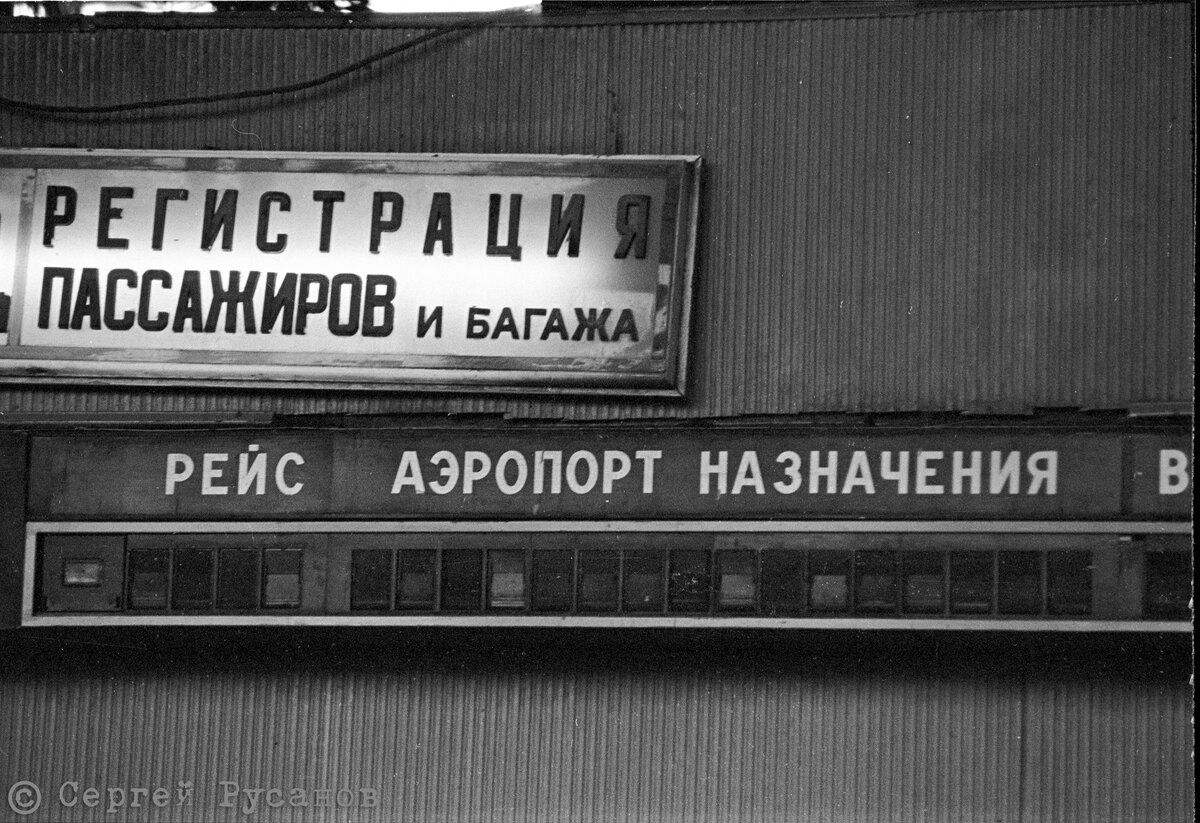 РЕГИСТРАЦИЯ
ПАССАЖИРОВ И БАГАЖА
РЕЙС АЭРОПОРТ НАЗНАЧЕНИЯ В
© Сергей Русанов